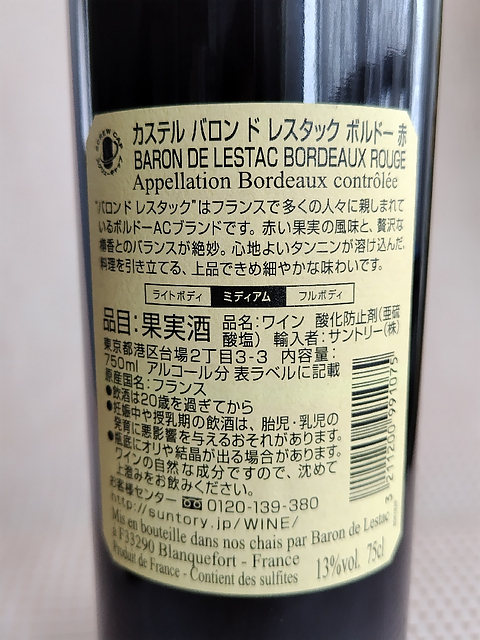 SCREW CAP
カステル バロン ド レスタック ボルドー 赤
BARON DE LESTAC BORDEAUX ROUGE
Appellation Bordeaux contrôlée
"バロン ド レスタック"はフランスで多くの人々に親しまれて
いるボルドーACブランドです。赤い果実の風味と、贅沢な
樽香とのバランスが絶妙。心地よいタンニンが溶け込んだ、
料理を引き立てる、上品できめ細やかな味わいです。
ライトボディ ミディアム フルボディ
品目:果実酒 品名:ワイン 酸化防止剤(亜硫
酸塩) 輸入者:サントリー(株)
東京都港区台場2丁目3-3 内容量:
750ml アルコール分 表ラベルに記載
原産国名:フランス
●飲酒は20歳を過ぎてから
●妊娠中や授乳期の飲酒は、胎児・乳児の
発育に悪影響を与えるおそれがあります。
●瓶底にオリや結晶が出る場合があります。
ワインの自然な成分ですので、沈めて
上澄みをお飲みください。
お客様センター 0120-139-380
http://suntory.jp/WINE/
3 211200 991075
Mis en bouteille dans nos chais par Baron de Lestac
à F33290 Blanquefort - France
Produit de France - Contient des sulfites 13%vol. 75cl